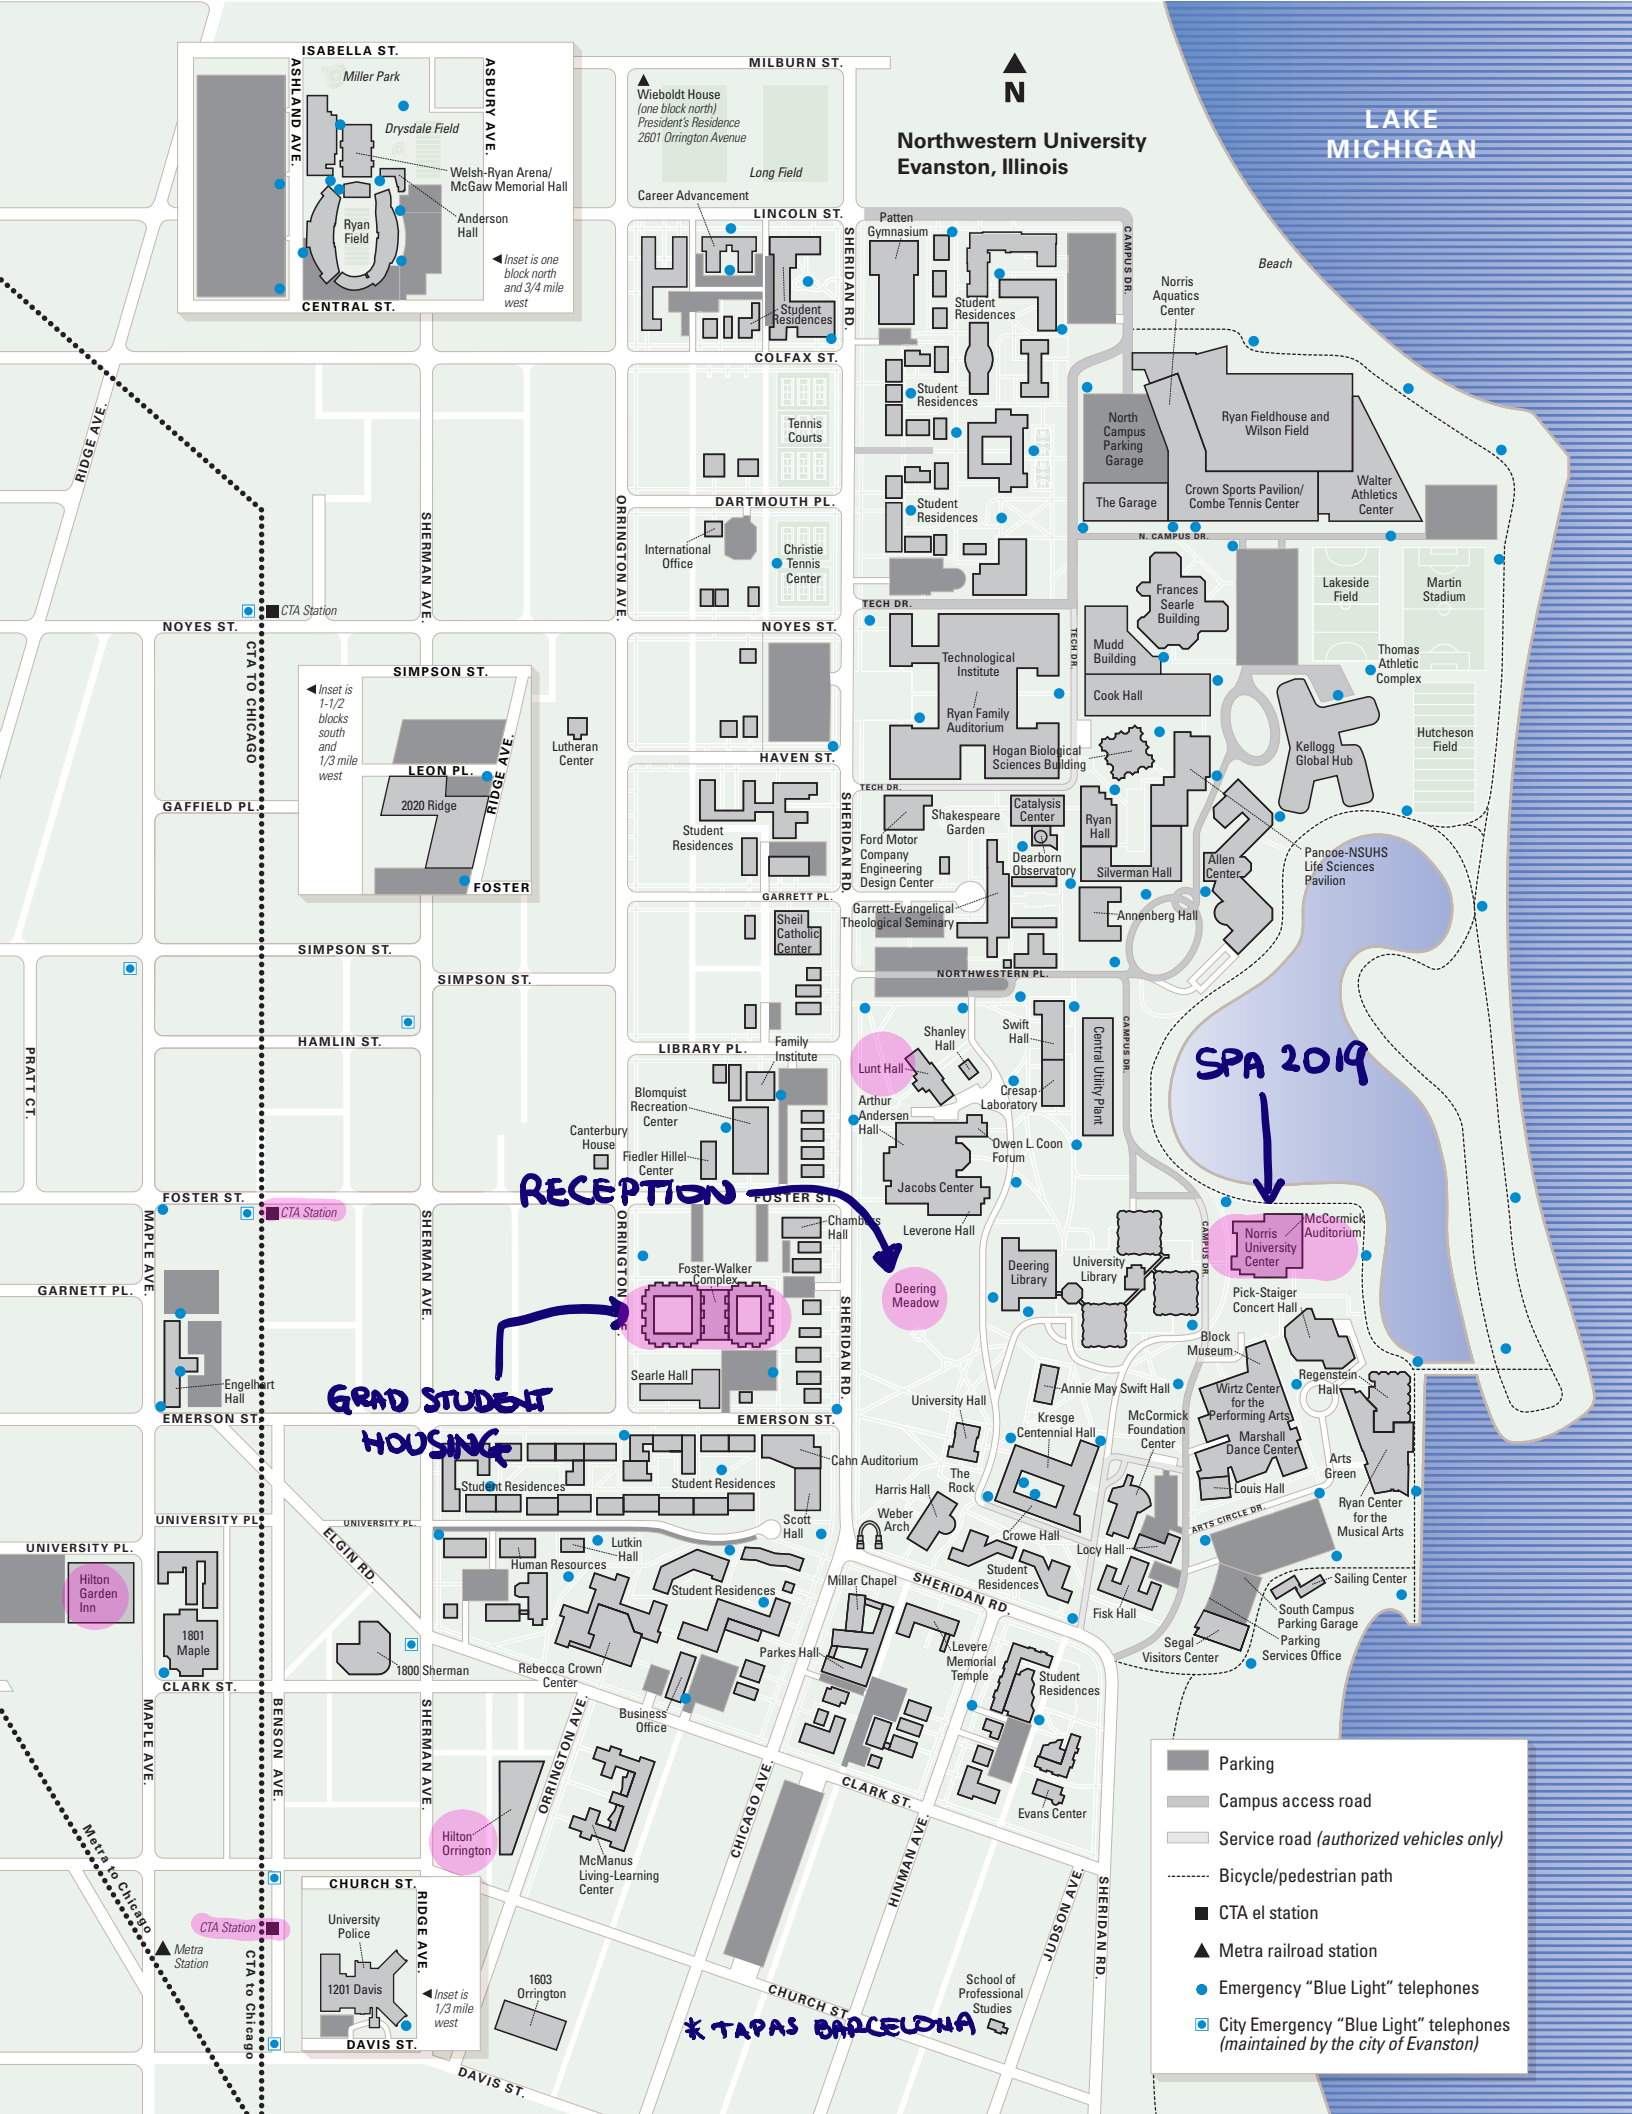 ISABELLA ST.
ASHLAND AVE.
Miller Park
ASBURY AVE.
Drysdale Field
Welsh-Ryan Arena/
McGaw Memorial Hall
Anderson
Hall
Ryan
Field
◀ Inset is one
block north
and 3/4 mile
west
CENTRAL ST.
MILBURN ST.
Wieboldt House
(one block north)
President's Residence
2601 Orrington Avenue
Long Field
Career Advancement
N
Northwestern University
Evanston, Illinois
LAKE
MICHIGAN
LINCOLN ST.
SHERIDAN RD.
Patten
Gymnasium
CAMPUS DR.
Beach
Norris
Aquatics
Center
Student
Residences
Student
Residences
COLFAX ST.
RIDGE AVE.
Tennis
Courts
Student
Residences
North
Campus
Parking
Garage
Ryan Fieldhouse and
Wilson Field
The Garage
Crown Sports Pavilion/
Combe Tennis Center
Walter
Athletics
Center
DARTMOUTH PL.
Student
Residences
SHERMAN AVE.
ORRINGTON AVE.
International
Office
Christie
Tennis
Center
N. CAMPUS DR.
Frances
Searle
Building
Lakeside
Field
Martin
Stadium
CTA Station
NOYES ST.
TECH DR.
NOYES ST.
CTA TO CHICAGO
TECH DR.
Technological
Institute
Ryan Family
Auditorium
Mudd
Building
Cook Hall
Thomas
Athletic
Complex
SIMPSON ST.
◀ Inset is
1-1/2
blocks
south
and
1/3 mile
west
LEON PL.
RIDGE AVE.
2020 Ridge
FOSTER
Lutheran
Center
Hogan Biological
Sciences Building
Kellogg
Global Hub
Hutcheson
Field
HAVEN ST.
GAFFIELD PL.
TECH DR.
SHERIDAN RD.
Student
Residences
Ford Motor
Company
Engineering
Design Center
Shakespeare
Garden
Catalysis
Center
Dearborn
Observatory
Ryan
Hall
Silverman Hall
Allen
Center
Pancoe-NSUHS
Life Sciences
Pavilion
GARRETT PL.
Garrett-Evangelical
Theological Seminary
Annenberg Hall
Sheil
Catholic
Center
SIMPSON ST.
SIMPSON ST.
NORTHWESTERN PL.
HAMLIN ST.
PRATT CT.
LIBRARY PL.
Family
Institute
Lunt Hall
Shanley
Hall
Swift
Hall
Cresap
Laboratory
Central Utility Plant
CAMPUS DR.
SPA 2019
Blomquist
Recreation
Center
Arthur
Andersen
Hall
Owen L. Coon
Forum
Canterbury
House
Fiedler Hillel
Center
Jacobs Center
Leverone Hall
RECEPTION
FOSTER ST.
FOSTER ST.
CTA Station
MAPLE AVE.
SHERMAN AVE.
ORRINGTON
Chambers
Hall
Norris
University
Center
McCormick
Auditorium
CAMPUS DR.
Foster-Walker
Complex
Deering
Meadow
Deering
Library
University
Library
GARNETT PL.
Pick-Staiger
Concert Hall
SHERIDAN RD.
Searle Hall
GRAD STUDENT
HOUSING
Engelhart
Hall
EMERSON ST.
EMERSON ST.
University Hall
Annie May Swift Hall
Kresge
Centennial Hall
McCormick
Foundation
Center
Block
Museum
Wirtz Center
for the
Performing Arts
Marshall
Dance Center
Regenstein
Hall
Louis Hall
Arts
Green
Ryan Center
for the
Musical Arts
Student Residences
Student Residences
Cahn Auditorium
Scott
Hall
The
Rock
Harris Hall
Weber
Arch
Crowe Hall
Locy Hall
ARTS CIRCLE DR.
UNIVERSITY PL.
UNIVERSITY PL.
UNIVERSITY PL.
ELGIN RD.
Hilton
Garden
Inn
Human Resources
Lutkin
Hall
Student Residences
Student
Residences
Millar Chapel
SHERIDAN RD.
Fisk Hall
Sailing Center
South Campus
Parking Garage
Parking
Services Office
Segal
Visitors Center
1801
Maple
1800 Sherman
Rebecca Crown
Center
Parkes Hall
Levere
Memorial
Temple
Student
Residences
CLARK ST.
Business
Office
MAPLE AVE.
BENSON AVE.
SHERMAN AVE.
ORRINGTON AVE.
CHICAGO AVE.
CLARK ST.
HINMAN AVE.
Evans Center
Hilton
Orrington
McManus
Living-Learning
Center
JUDSON AVE.
SHERIDAN RD.
Metra to Chicago
CTA Station
Metra
Station
CTA to Chicago
CHURCH ST.
RIDGE AVE.
University
Police
1201 Davis
◀ Inset is
1/3 mile
west
DAVIS ST.
DAVIS ST.
1603
Orrington
CHURCH ST.
School of
Professional
Studies
* TAPAS BARCELONA
Parking
Campus access road
Service road (authorized vehicles only)
Bicycle/pedestrian path
CTA el station
Metra railroad station
Emergency “Blue Light” telephones
City Emergency “Blue Light” telephones
(maintained by the city of Evanston)